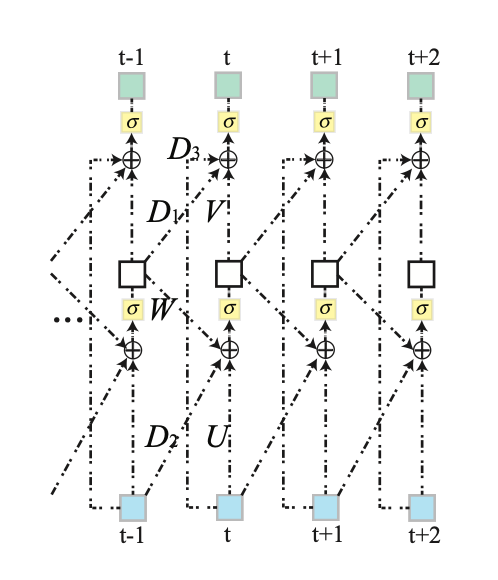 t-1 t t+1 t+2
σ σ σ σ
D₃
D₁ V
σ W σ σ σ
...
D₂ U
t-1 t t+1 t+2